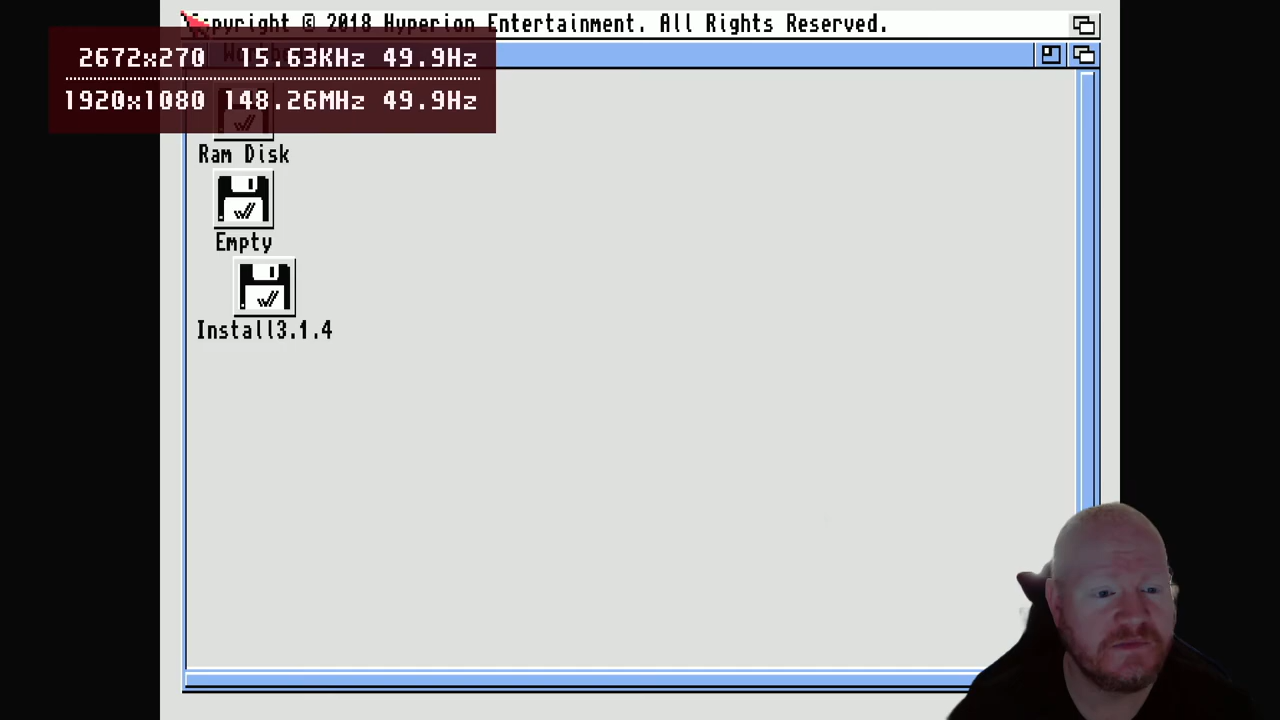 Copyright © 2018 Hyperion Entertainment. All Rights Reserved.
2672x270 15.63KHz 49.9Hz
1920x1080 148.26MHz 49.9Hz
Ram Disk
Empty
Install3.1.4